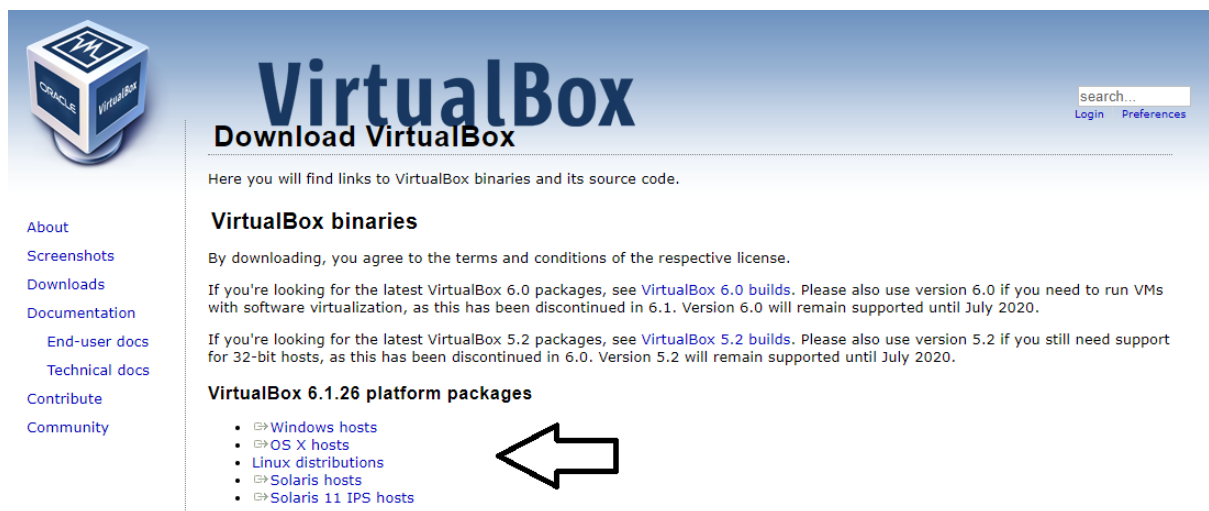 ORACLE
VirtualBox
VirtualBox
search...
Login Preferences
Download VirtualBox
Here you will find links to VirtualBox binaries and its source code.
About
Screenshots
Downloads
Documentation
End-user docs
Technical docs
Contribute
Community
VirtualBox binaries
By downloading, you agree to the terms and conditions of the respective license.
If you're looking for the latest VirtualBox 6.0 packages, see VirtualBox 6.0 builds. Please also use version 6.0 if you need to run VMs
with software virtualization, as this has been discontinued in 6.1. Version 6.0 will remain supported until July 2020.
If you're looking for the latest VirtualBox 5.2 packages, see VirtualBox 5.2 builds. Please also use version 5.2 if you still need support
for 32-bit hosts, as this has been discontinued in 6.0. Version 5.2 will remain supported until July 2020.
VirtualBox 6.1.26 platform packages
Windows hosts
OS X hosts
Linux distributions
Solaris hosts
Solaris 11 IPS hosts